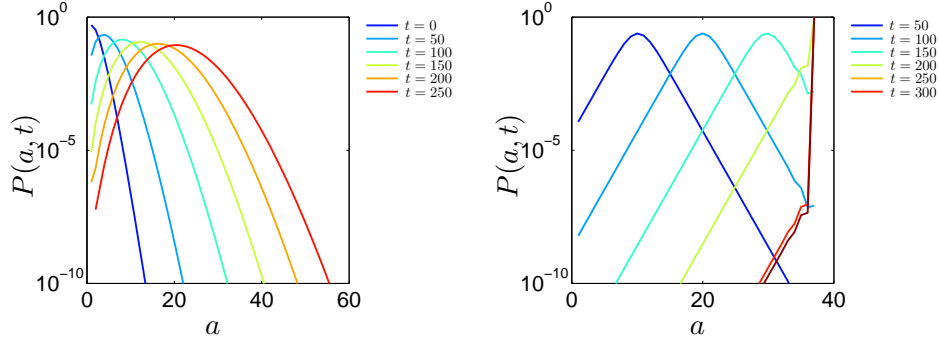 10^0
10^-5
10^-10
P(a, t)
0 20 40 60
a
t = 0
t = 50
t = 100
t = 150
t = 200
t = 250
10^0
10^-5
10^-10
P(a, t)
0 20 40
a
t = 50
t = 100
t = 150
t = 200
t = 250
t = 300